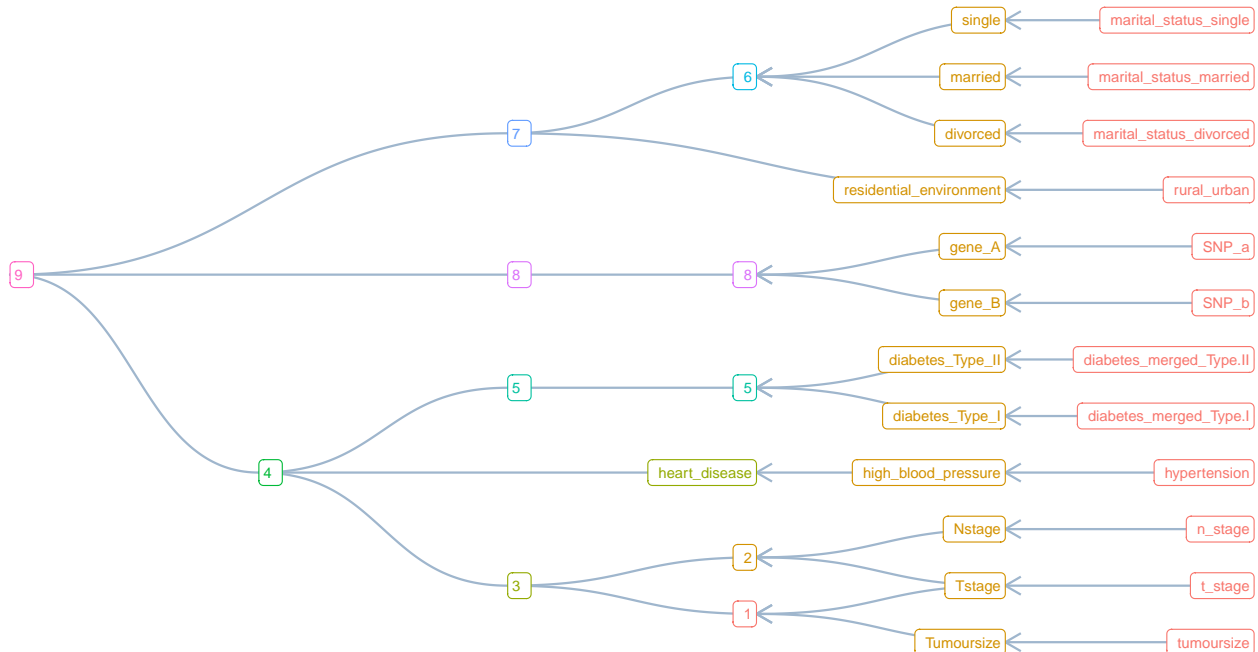 single marital_status_single
6 married marital_status_married
7 divorced marital_status_divorced
residential_environment rural_urban
gene_A SNP_a
9 8 8
gene_B SNP_b
diabetes_Type_II diabetes_merged_Type.II
5 5
diabetes_Type_I diabetes_merged_Type.I
4 heart_disease high_blood_pressure hypertension
Nstage n_stage
2
3 Tstage t_stage
1
Tumoursize tumoursize